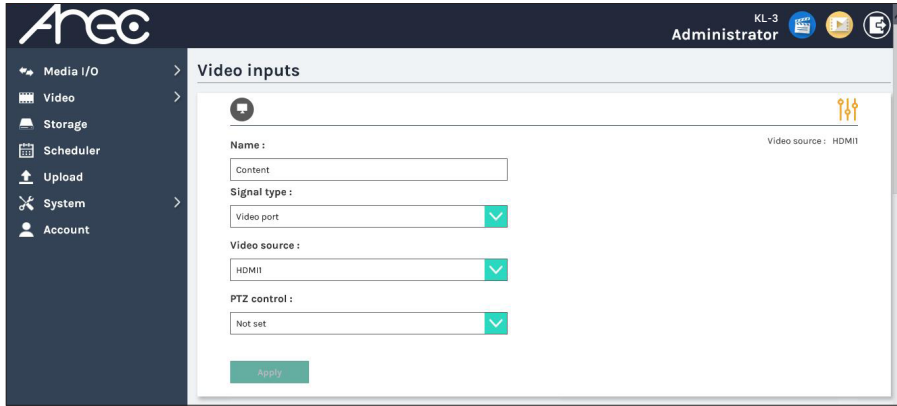 Arec
KL-3
Administrator
Media I/O
Video
Storage
Scheduler
Upload
System
Account
Video inputs
Video source : HDMI1
Name :
Content
Signal type :
Video port
Video source :
HDMI1
PTZ control :
Not set
Apply